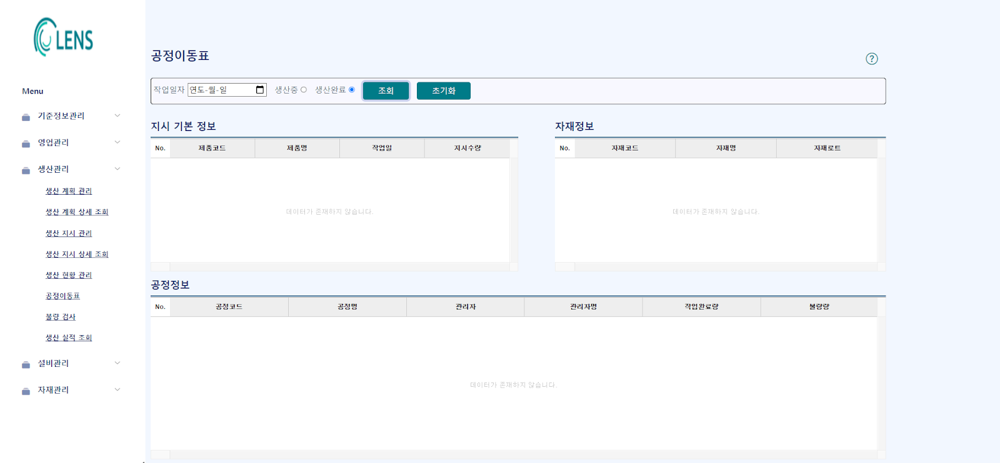 LENS
Menu
기준정보관리
영업관리
생산관리
생산 계획 관리
생산 계획 상세 조회
생산 지시 관리
생산 지시 상세 조회
생산 현황 관리
공정이동표
불량 검사
생산 실적 조회
설비관리
자재관리
공정이동표
?
작업일자 연도-월-일 생산중 생산완료 조회 초기화
지시 기본 정보
No. 제품코드 제품명 작업일 지시수량
데이터가 존재하지 않습니다.
자재정보
No. 자재코드 자재명 자재로트
데이터가 존재하지 않습니다.
공정정보
No. 공정코드 공정명 관리자 관리자명 작업완료량 불량량
데이터가 존재하지 않습니다.